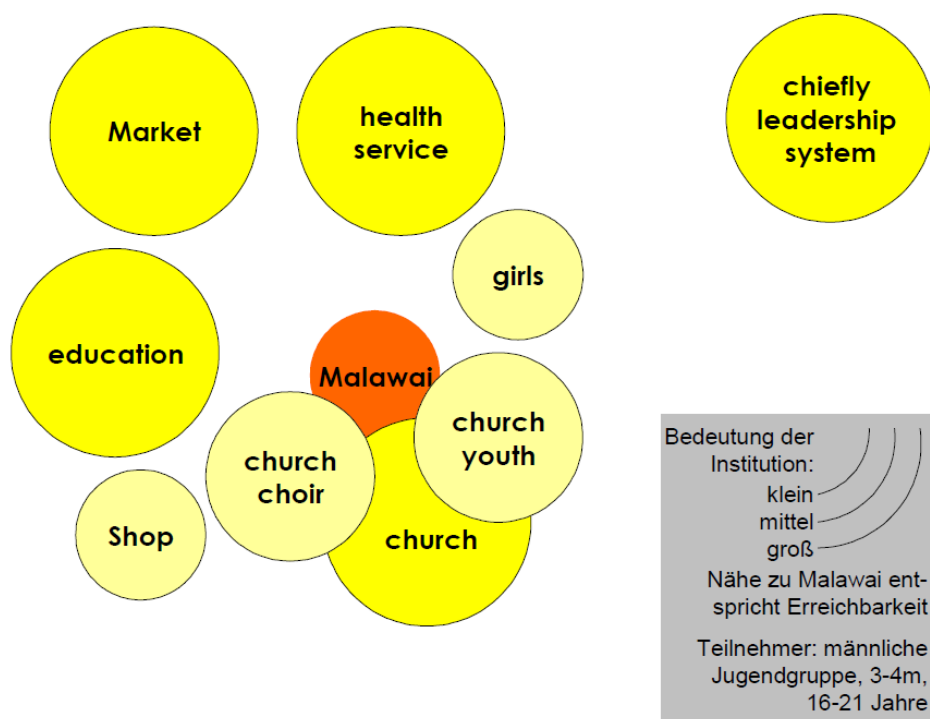 Market
health
service
chiefly
leadership
system
girls
education
Malawai
church
youth
church
choir
Shop
church
Bedeutung der
Institution:
klein
mittel
groß
Nähe zu Malawai ent-
spricht Erreichbarkeit
Teilnehmer: männliche
Jugendgruppe, 3-4m,
16-21 Jahre